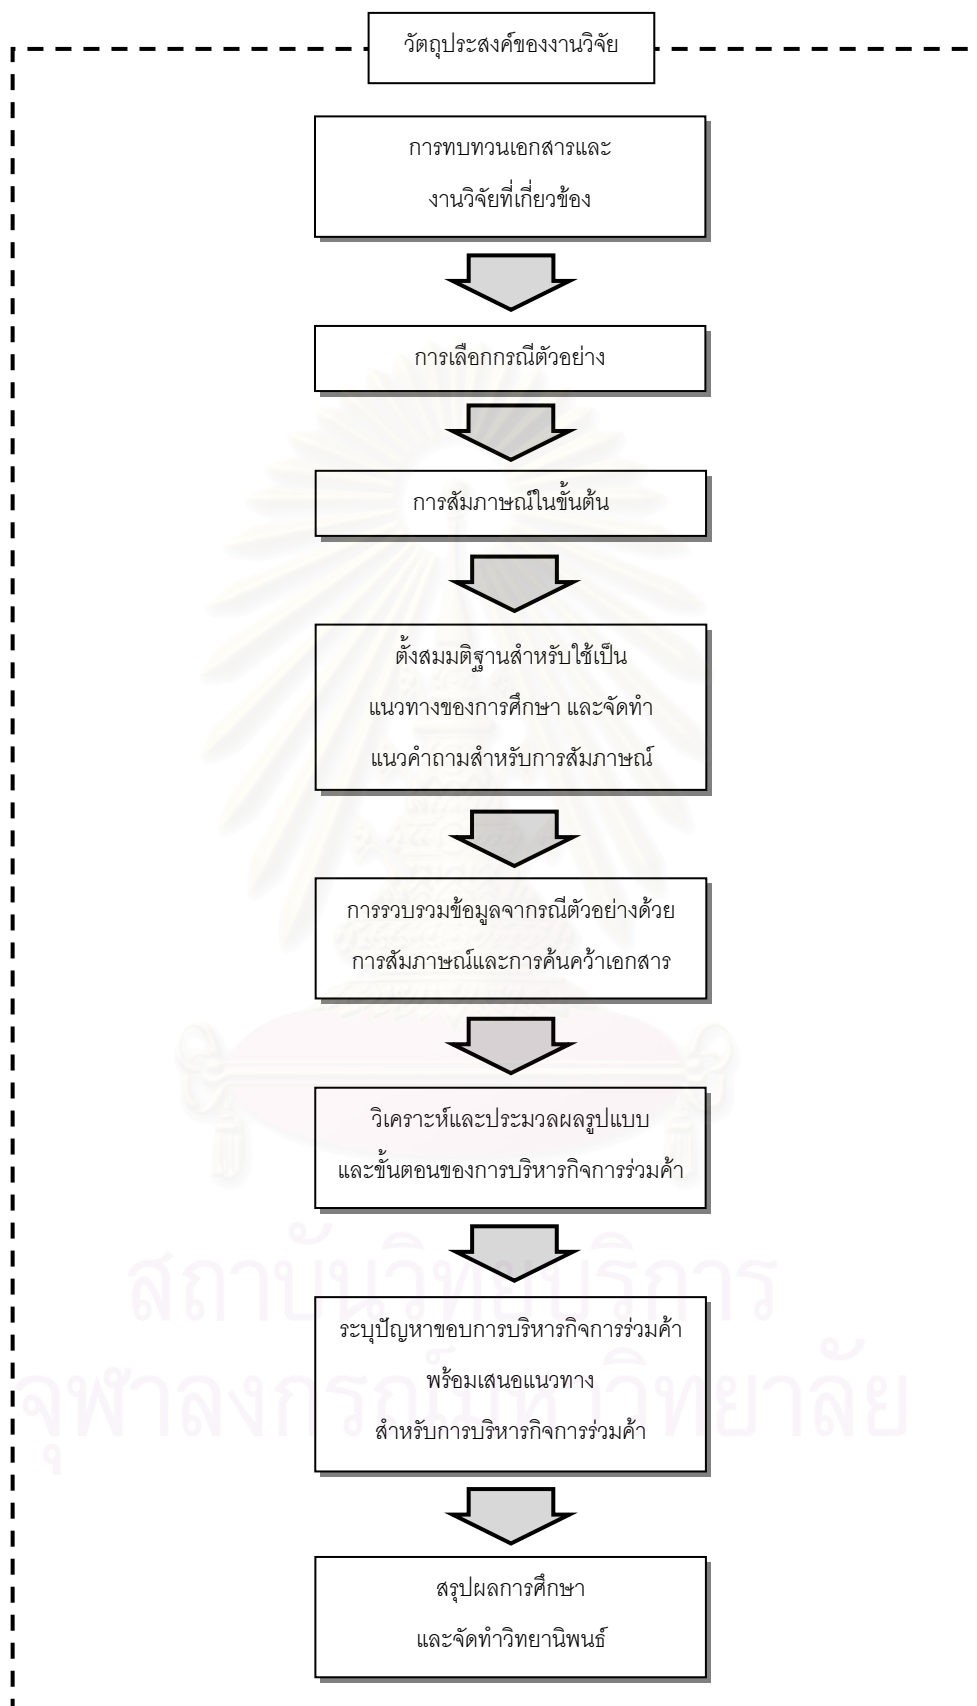 วัตถุประสงค์ของงานวิจัย
การทบทวนเอกสารและ
งานวิจัยที่เกี่ยวข้อง
การเลือกกรณีตัวอย่าง
การสัมภาษณ์ในขั้นต้น
ตั้งสมมติฐานสำหรับใช้เป็น
แนวทางของการศึกษา และจัดทำ
แนวคำถามสำหรับการสัมภาษณ์
การรวบรวมข้อมูลจากรณีตัวอย่างด้วย
การสัมภาษณ์และการค้นคว้าเอกสาร
วิเคราะห์และประมวลผลรูปแบบ
และขั้นตอนของการบริหารกิจการร่วมค้า
สถาบันวิทยบริการ
ระบุปัญหาขอบการบริหารกิจการร่วมค้า
พร้อมเสนอแนวทาง
จุฬาลงกรณ์มหาวิทยาลัย
สำหรับการบริหารกิจการร่วมค้า
สรุปผลการศึกษา
และจัดทำวิทยานิพนธ์